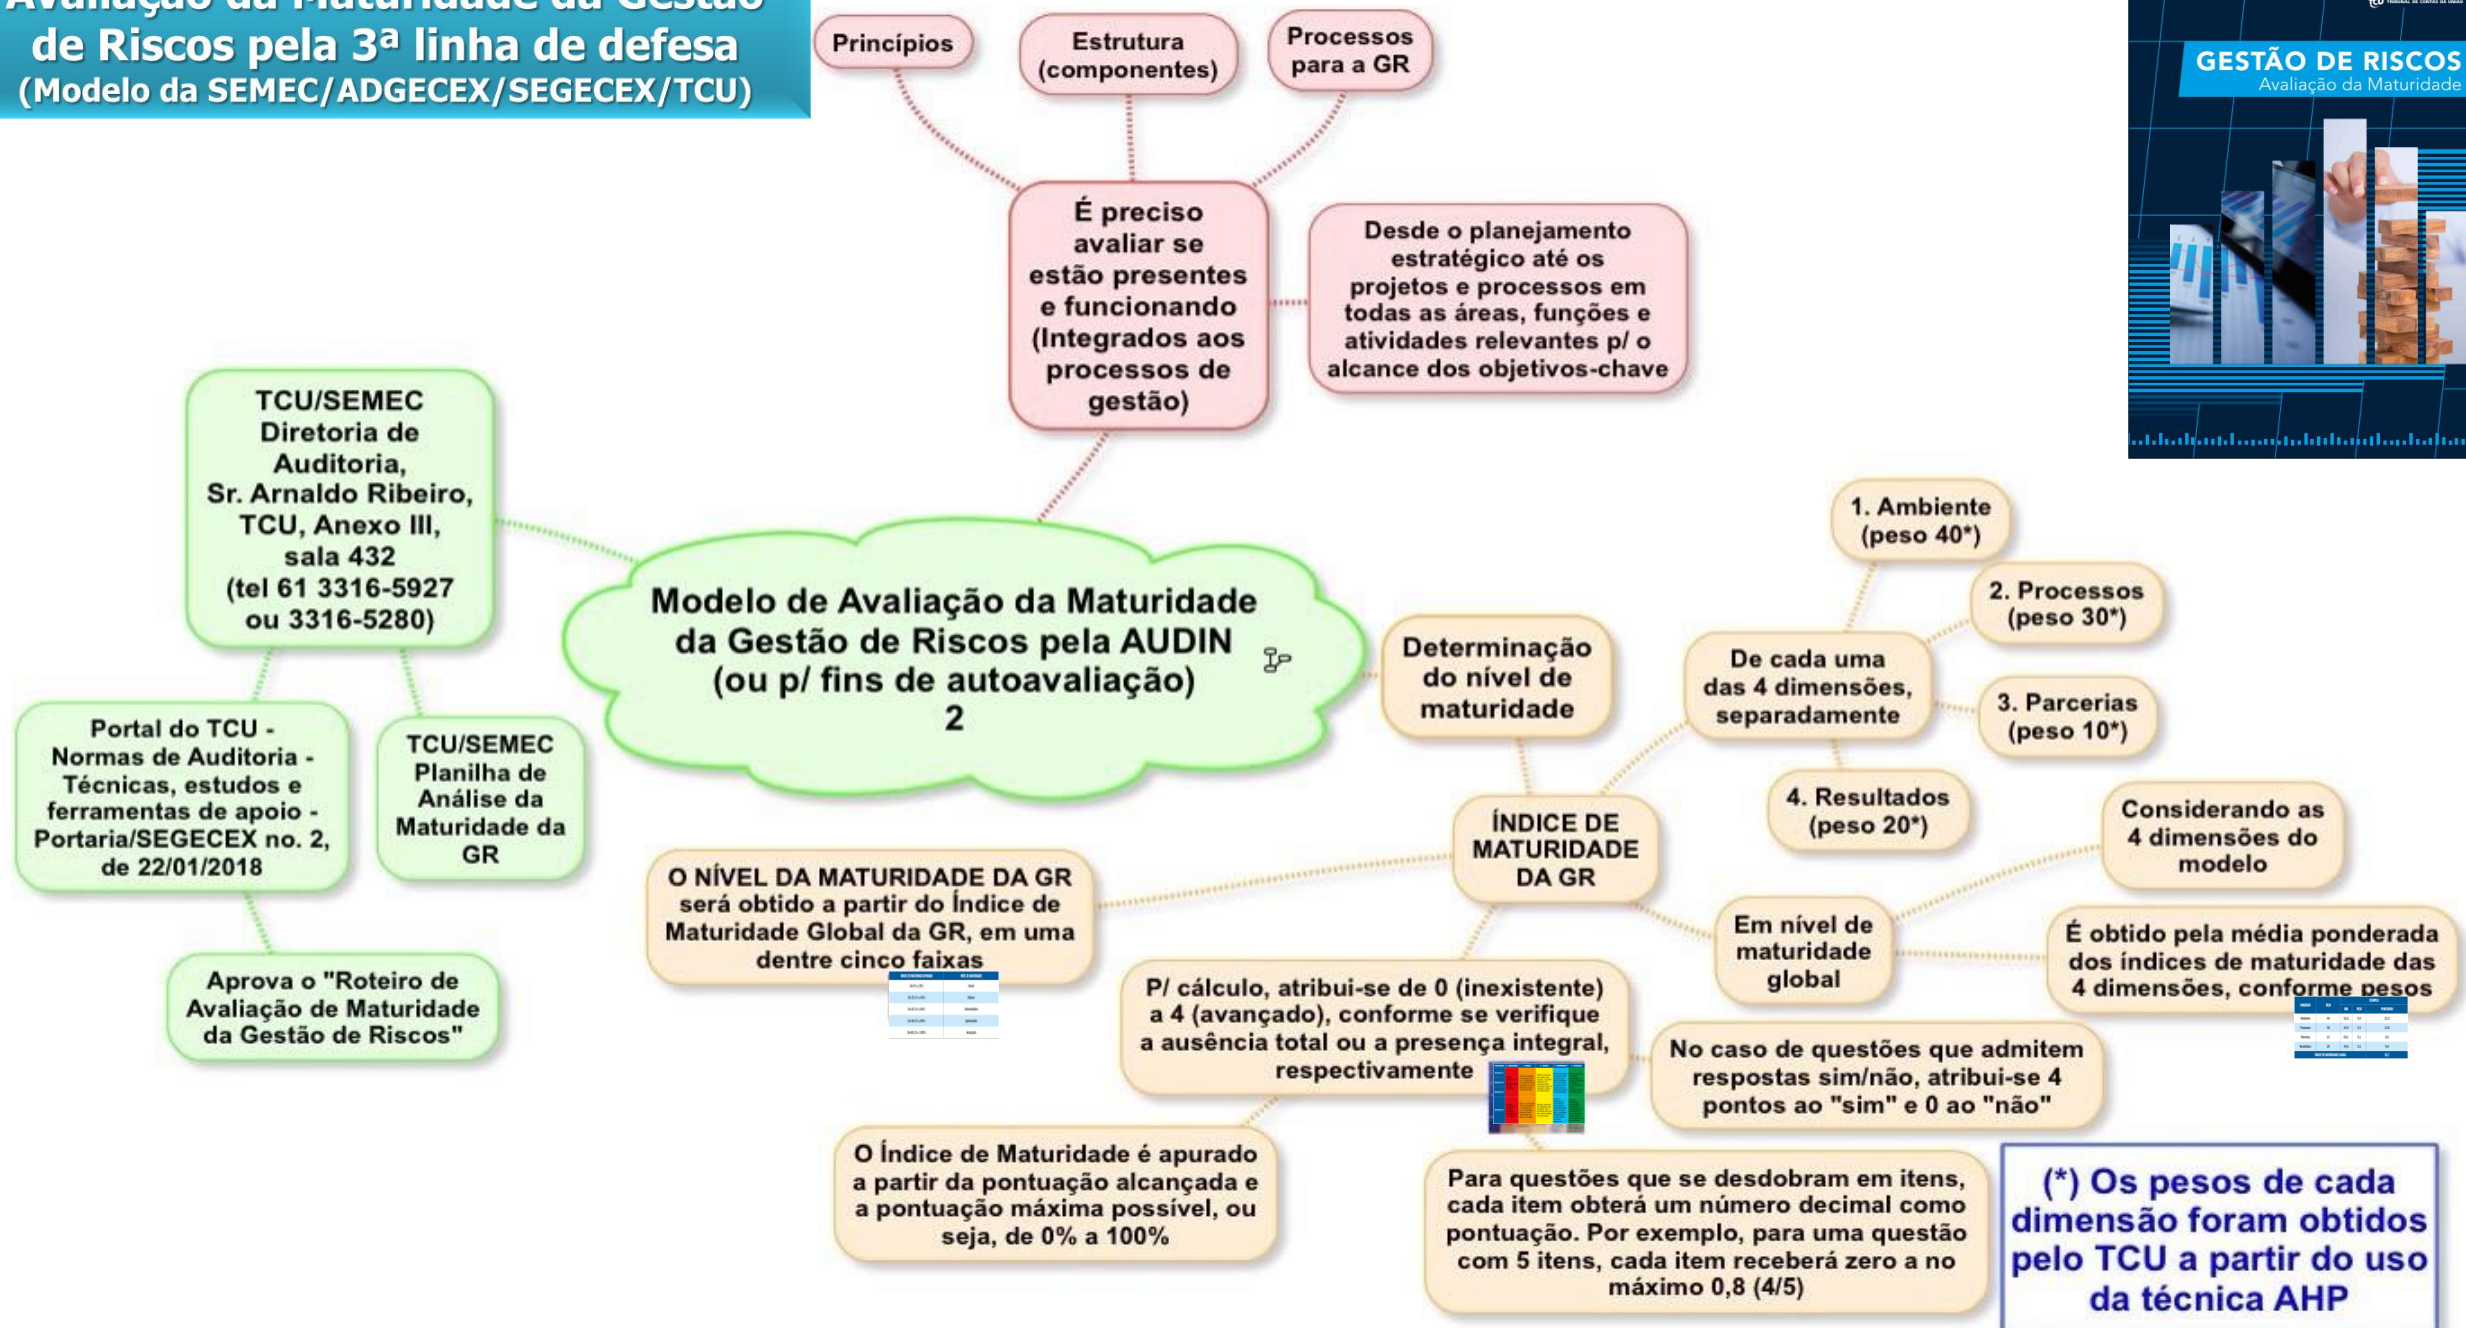 Avaliação da Maturidade da Gestão
de Riscos pela 3ª linha de defesa
(Modelo da SEMEC/ADGECEX/SEGECEX/TCU)
Princípios
Estrutura
(componentes)
Processos
para a GR
TRIBUNAL DE CONTAS DA UNIÃO
GESTÃO DE RISCOS
Avaliação da Maturidade
É preciso
avaliar se
estão presentes
e funcionando
(Integrados aos
processos de
gestão)
Desde o planejamento
estratégico até os
projetos e processos em
todas as áreas, funções e
atividades relevantes p/ o
alcance dos objetivos-chave
TCU/SEMEC
Diretoria de
Auditoria,
Sr. Arnaldo Ribeiro,
TCU, Anexo III,
sala 432
(tel 61 3316-5927
ou 3316-5280)
Portal do TCU -
Normas de Auditoria -
Técnicas, estudos e
ferramentas de apoio -
Portaria/SEGECEX no. 2,
de 22/01/2018
TCU/SEMEC
Planilha de
Análise da
Maturidade da
GR
Aprova o "Roteiro de
Avaliação de Maturidade
da Gestão de Riscos"
Modelo de Avaliação da Maturidade
da Gestão de Riscos pela AUDIN
(ou p/ fins de autoavaliação)
2
Determinação
do nível de
maturidade
ÍNDICE DE
MATURIDADE
DA GR
De cada uma
das 4 dimensões,
separadamente
1. Ambiente
(peso 40*)
2. Processos
(peso 30*)
3. Parcerias
(peso 10*)
4. Resultados
(peso 20*)
Em nível de
maturidade
global
Considerando as
4 dimensões do
modelo
É obtido pela média ponderada
dos índices de maturidade das
4 dimensões, conforme pesos
O NÍVEL DA MATURIDADE DA GR
será obtido a partir do Índice de
Maturidade Global da GR, em uma
dentre cinco faixas
P/ cálculo, atribui-se de 0 (inexistente)
a 4 (avançado), conforme se verifique
a ausência total ou a presença integral,
respectivamente
No caso de questões que admitem
respostas sim/não, atribui-se 4
pontos ao "sim" e 0 ao "não"
O Índice de Maturidade é apurado
a partir da pontuação alcançada e
a pontuação máxima possível, ou
seja, de 0% a 100%
Para questões que se desdobram em itens,
cada item obterá um número decimal como
pontuação. Por exemplo, para uma questão
com 5 itens, cada item receberá zero a no
máximo 0,8 (4/5)
(*) Os pesos de cada
dimensão foram obtidos
pelo TCU a partir do uso
da técnica AHP